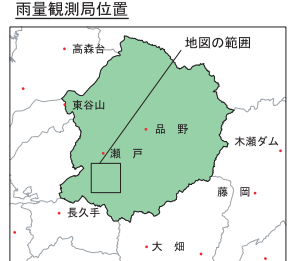 雨量観測局位置
地図の範囲
高森台
東谷山
品野
木瀬ダム
瀬戸
藤岡
長久手
大畑